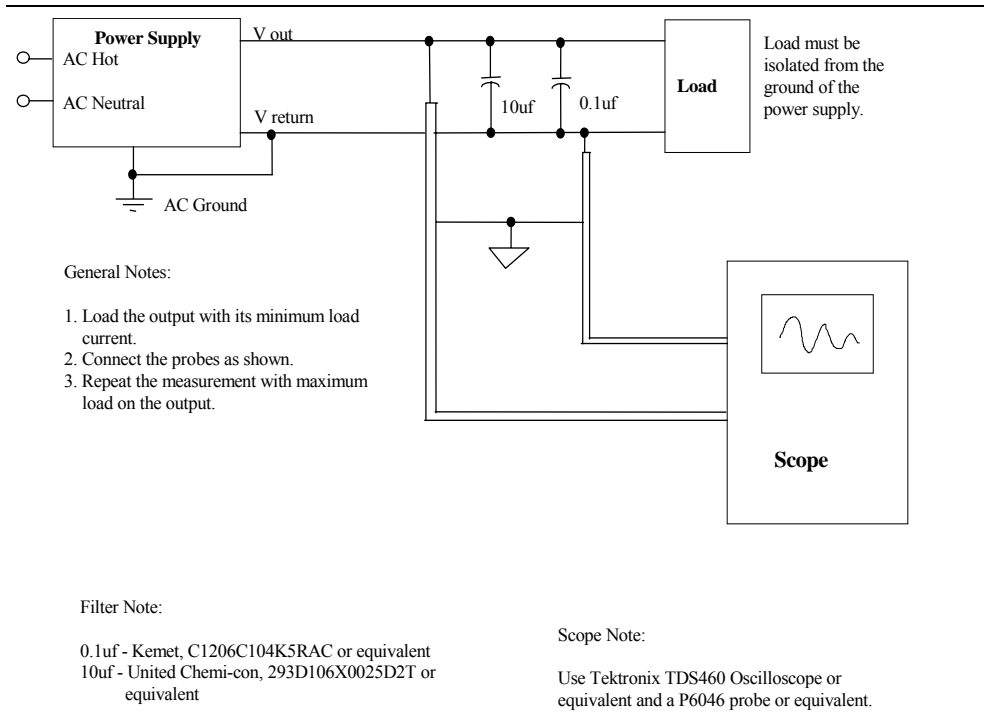 Power Supply
AC Hot
AC Neutral
V out
V return
AC Ground
10uf
0.1uf
Load
Load must be
isolated from the
ground of the
power supply.
General Notes:
1. Load the output with its minimum load
current.
2. Connect the probes as shown.
3. Repeat the measurement with maximum
load on the output.
Scope
Filter Note:
0.1uf - Kemet, C1206C104K5RAC or equivalent
10uf - United Chemi-con, 293D106X0025D2T or
equivalent
Scope Note:
Use Tektronix TDS460 Oscilloscope or
equivalent and a P6046 probe or equivalent.